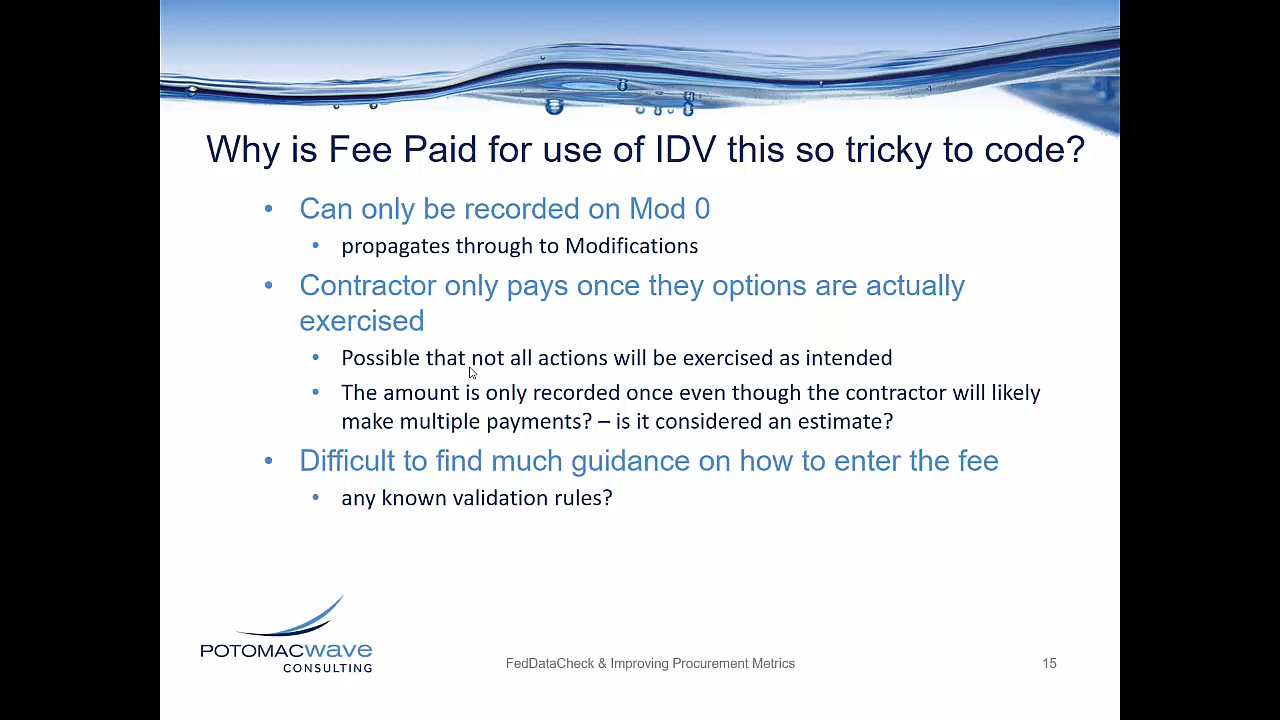 Why is Fee Paid for use of IDV this so tricky to code?
• Can only be recorded on Mod 0
• propagates through to Modifications
• Contractor only pays once they options are actually
exercised
• Possible that not all actions will be exercised as intended
• The amount is only recorded once even though the contractor will likely
make multiple payments? – is it considered an estimate?
• Difficult to find much guidance on how to enter the fee
• any known validation rules?
POTOMACwave
CONSULTING
FedDataCheck & Improving Procurement Metrics
15